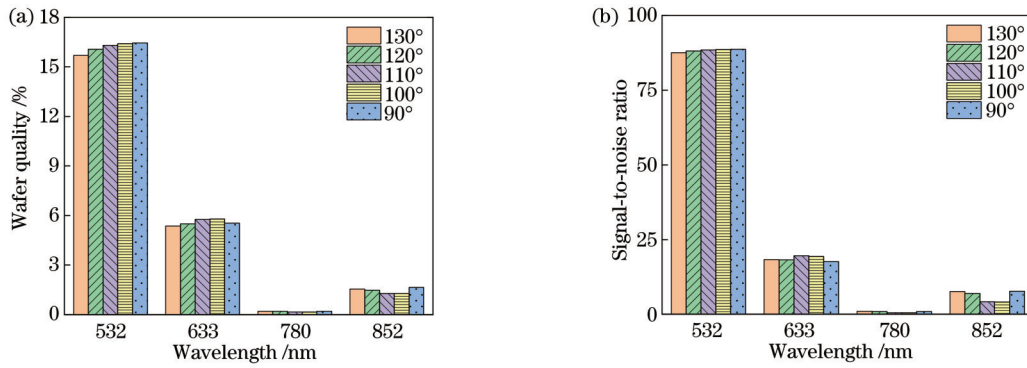 (a)
18
15
12
9
6
3
0
Wafer quality /%
130°
120°
110°
100°
90°
532 633 780 852
Wavelength /nm
(b)
100
75
50
25
0
Signal-to-noise ratio
130°
120°
110°
100°
90°
532 633 780 852
Wavelength /nm